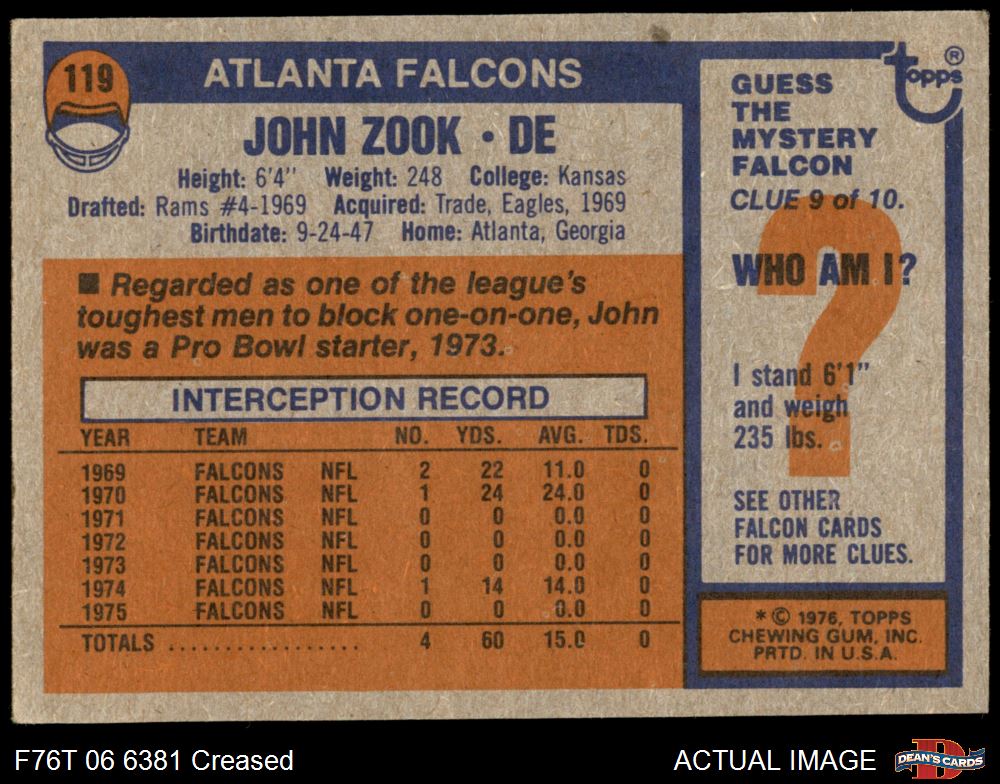 119
ATLANTA FALCONS
JOHN ZOOK • DE
Height: 6'4" Weight: 248 College: Kansas
Drafted: Rams #4-1969 Acquired: Trade, Eagles, 1969
Birthdate: 9-24-47 Home: Atlanta, Georgia
■ Regarded as one of the league's
toughest men to block one-on-one, John
was a Pro Bowl starter, 1973.
INTERCEPTION RECORD
YEAR TEAM NO. YDS. AVG. TDS.
1969 FALCONS NFL 2 22 11.0 0
1970 FALCONS NFL 1 24 24.0 0
1971 FALCONS NFL 0 0 0.0 0
1972 FALCONS NFL 0 0 0.0 0
1973 FALCONS NFL 0 0 0.0 0
1974 FALCONS NFL 1 14 14.0 0
1975 FALCONS NFL 0 0 0.0 0
TOTALS ................. 4 60 15.0 0
topps®
GUESS
THE
MYSTERY
FALCON
CLUE 9 of 10.
?
WHO AM I?
I stand 6'1"
and weigh
235 lbs.
SEE OTHER
FALCON CARDS
FOR MORE CLUES.
*© 1976, TOPPS
CHEWING GUM, INC.
PRTD. IN U.S.A.
F76T 06 6381 Creased
ACTUAL IMAGE
D
DEAN'S CARDS